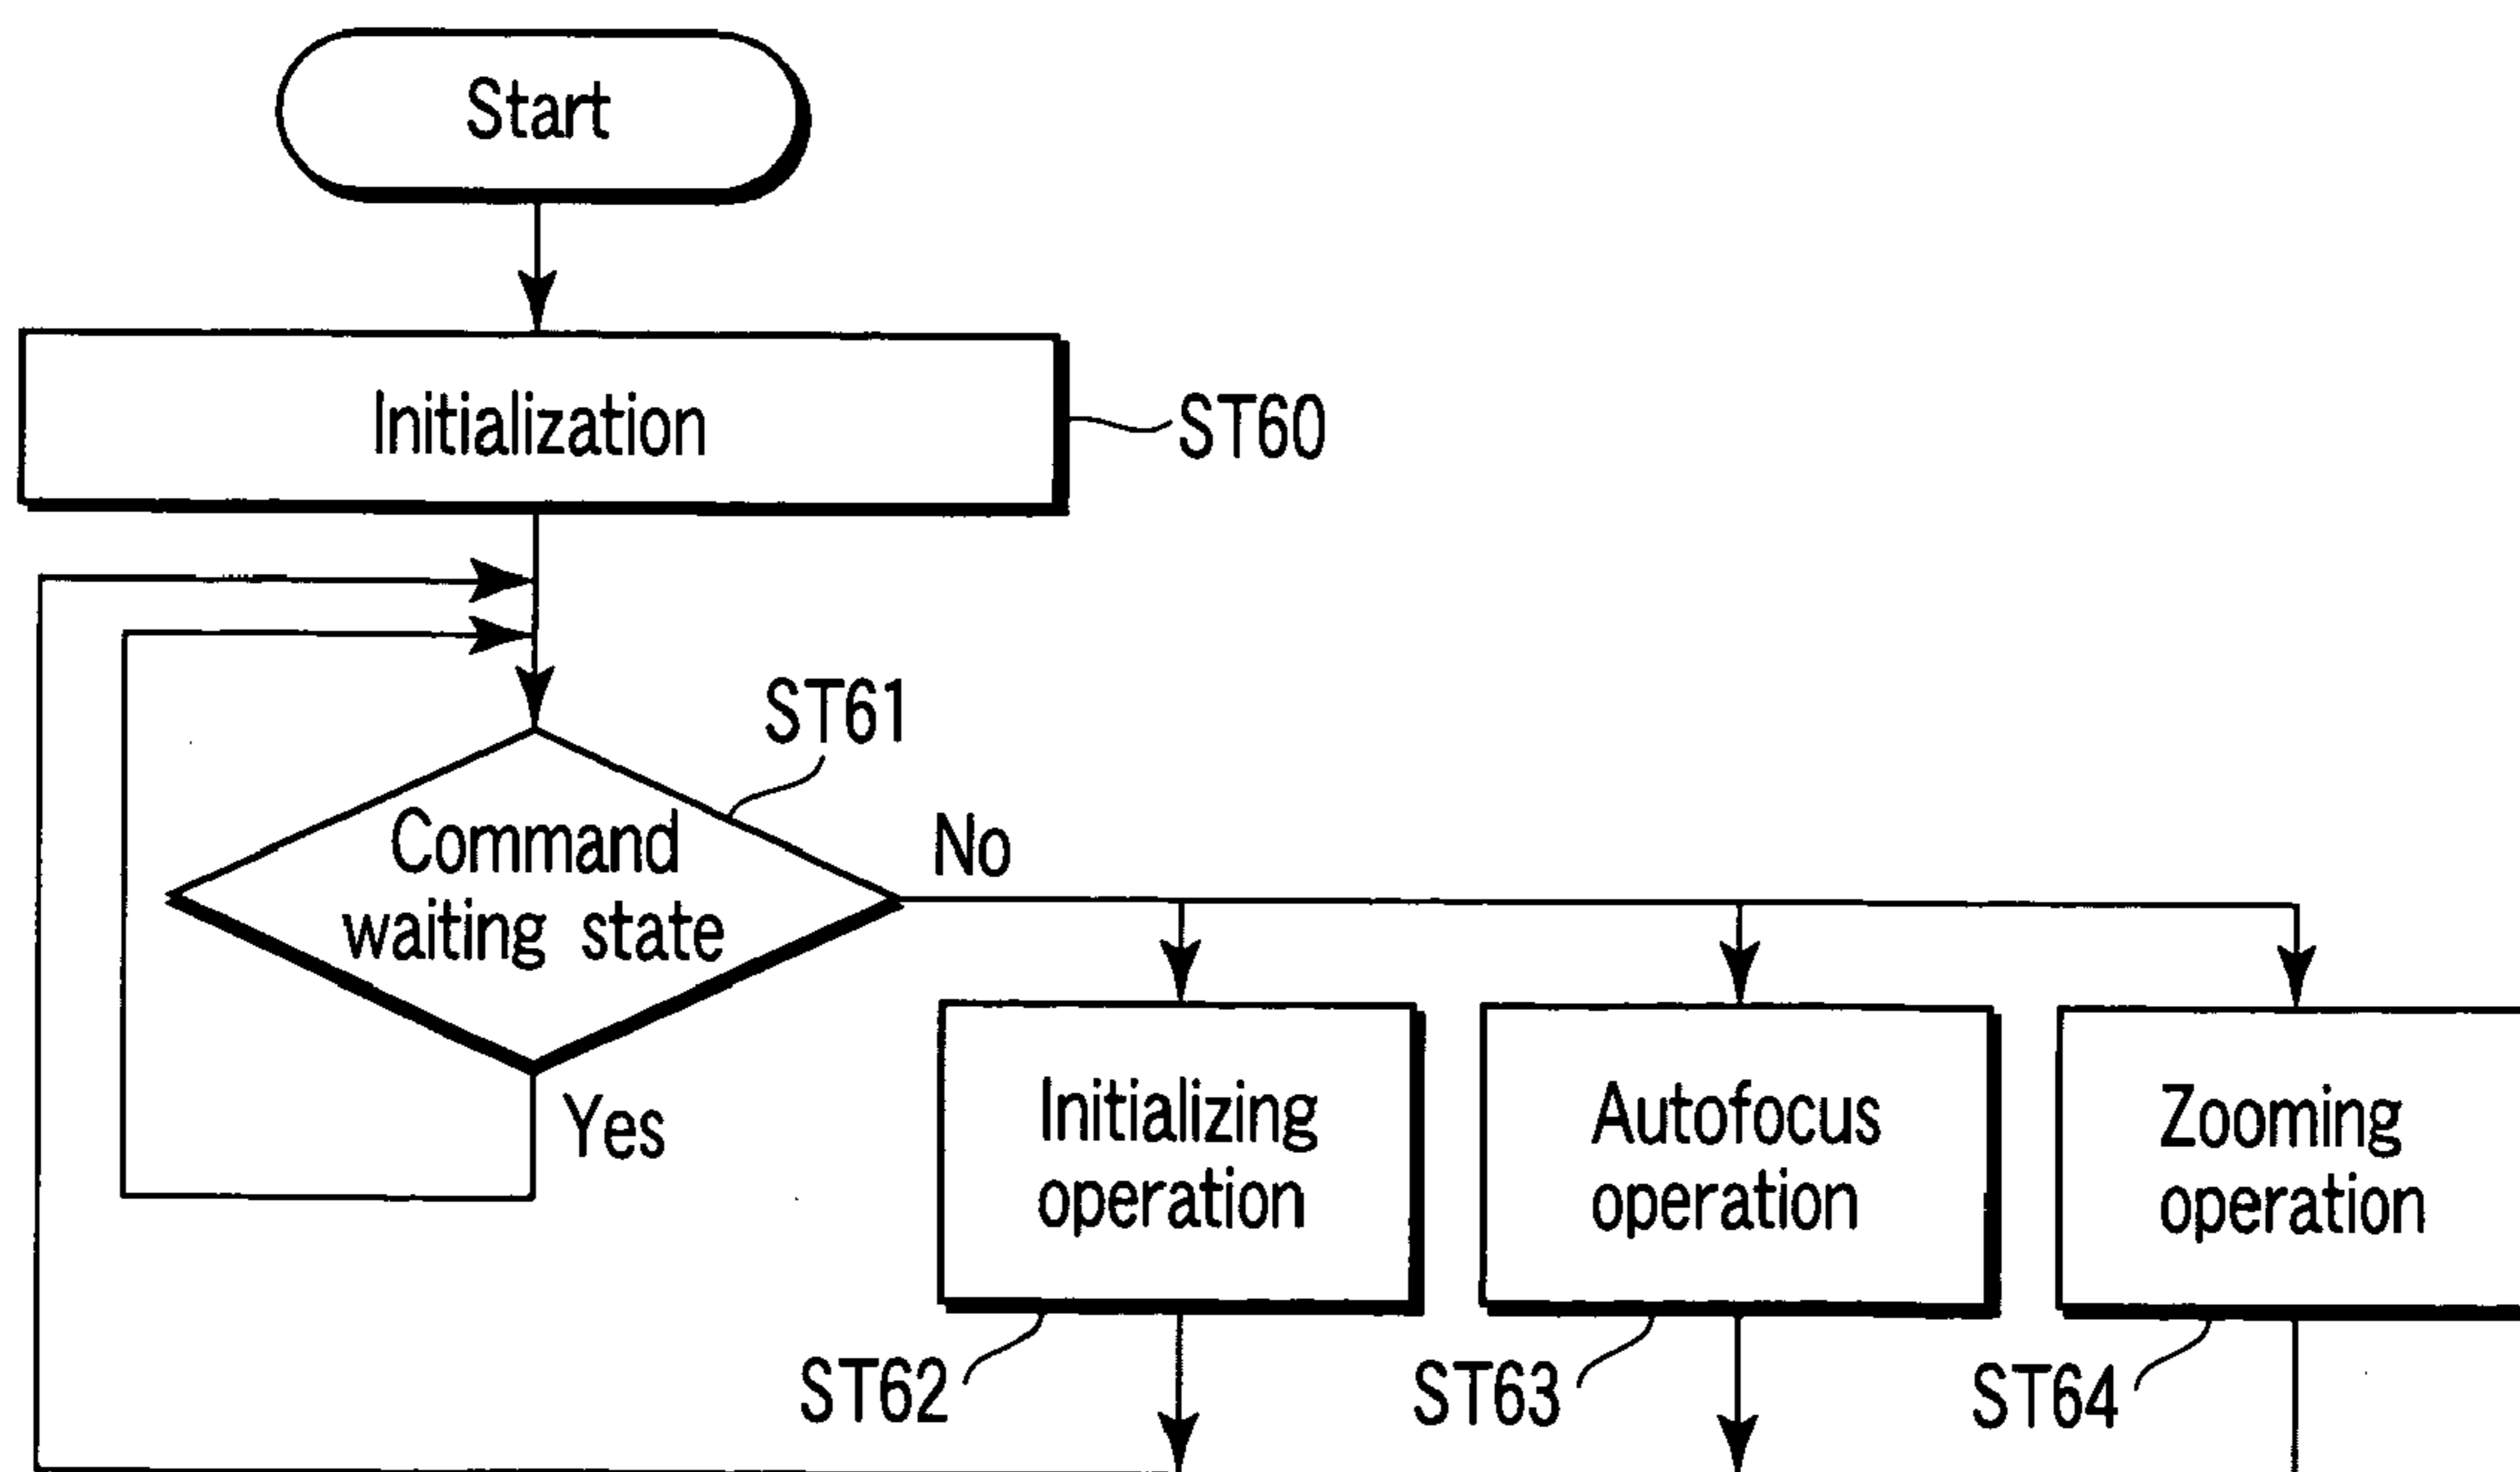 Start
Initialization
ST60
ST61
Command
waiting state
No
Yes
Initializing
operation
Autofocus
operation
Zooming
operation
ST62
ST63
ST64